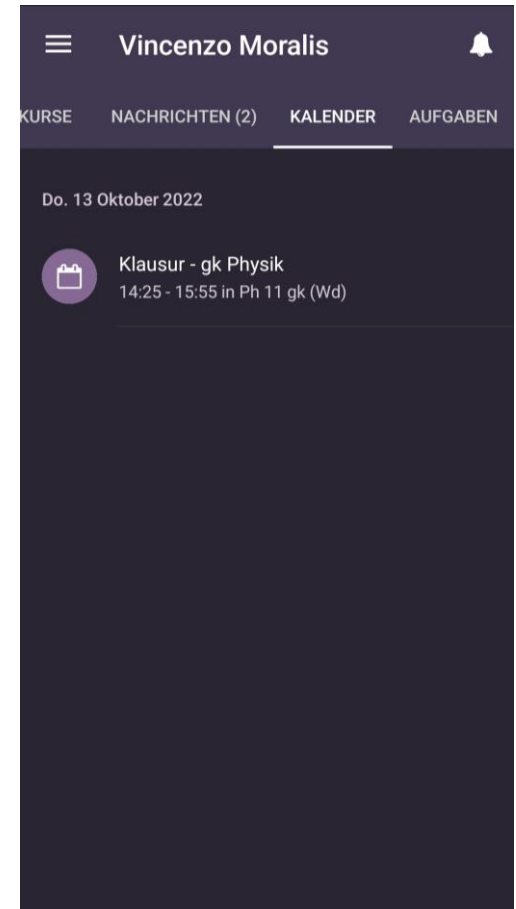 Vincenzo Moralis
KURSE NACHRICHTEN (2) KALENDER AUFGABEN
Do. 13 Oktober 2022
Klausur - gk Physik
14:25 - 15:55 in Ph 11 gk (Wd)